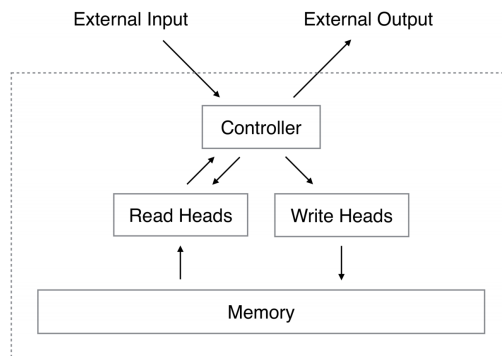 External Input
External Output
Controller
Read Heads
Write Heads
Memory